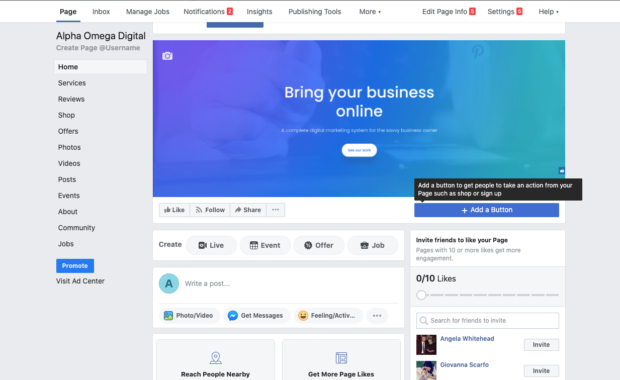 Page Inbox Manage Jobs Notifications 2 Insights Publishing Tools More Edit Page Info 5 Settings 5 Help
Alpha Omega Digital
Create Page @Username
Home
Services
Reviews
Shop
Offers
Photos
Videos
Posts
Events
About
Community
Jobs
Promote
Visit Ad Center
Bring your business
online
A complete digital marketing system for the savvy business owner
See our work
Add a button to get people to take an action from your
Page such as shop or sign up
Like Follow Share ...
+ Add a Button
Create Live Event Offer Job
A Write a post...
Photo/Video Get Messages Feeling/Activ... ...
Reach People Nearby
Get More Page Likes
Invite friends to like your Page
Pages with 10 or more likes get more
engagement.
0/10 Likes
Search for friends to invite
Angela Whitehead Invite
Giovanna Scarfo Invite